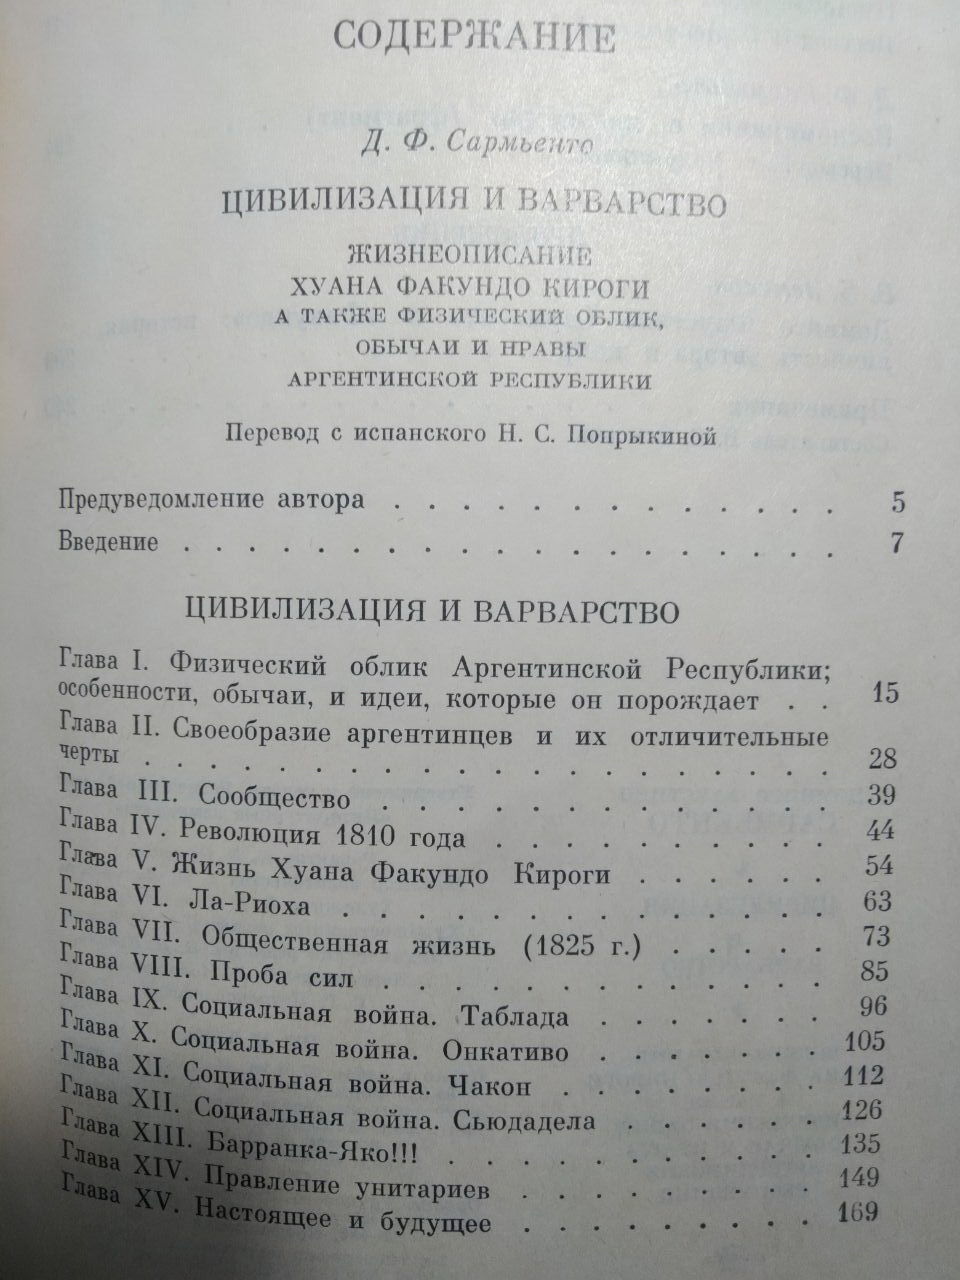 СОДЕРЖАНИЕ
Д. Ф. Сармьенто
ЦИВИЛИЗАЦИЯ И ВАРВАРСТВО
ЖИЗНЕОПИСАНИЕ
ХУАНА ФАКУНДО КИРОГИ
А ТАКЖЕ ФИЗИЧЕСКИЙ ОБЛИК,
ОБЫЧАИ И НРАВЫ
АРГЕНТИНСКОЙ РЕСПУБЛИКИ
Перевод с испанского Н. С. Попрыкиной
Предуведомление автора . . . . . . . . . . . . 5
Введение . . . . . . . . . . . . . . . . . . . 7
ЦИВИЛИЗАЦИЯ И ВАРВАРСТВО
Глава I. Физический облик Аргентинской Республики;
особенности, обычаи, и идеи, которые он порождает . . 15
Глава II. Своеобразие аргентинцев и их отличительные
черты . . . . . . . . . . . . . . . . . . . . 28
Глава III. Сообщество . . . . . . . . . . . . 39
Глава IV. Революция 1810 года . . . . . . . . . 44
Глава V. Жизнь Хуана Факундо Кироги . . . . . . 54
Глава VI. Ла-Риоха . . . . . . . . . . . . . . 63
Глава VII. Общественная жизнь (1825 г.) . . . . . 73
Глава VIII. Проба сил . . . . . . . . . . . . 85
Глава IX. Социальная война. Таблада . . . . . . . 96
Глава X. Социальная война. Онкативо . . . . . . . 105
Глава XI. Социальная война. Чакон . . . . . . . . 112
Глава XII. Социальная война. Сьюдадела . . . . . . 126
Глава XIII. Барранка-Яко!!! . . . . . . . . . . 135
Глава XIV. Правление унитариев . . . . . . . . . 149
Глава XV. Настоящее и будущее . . . . . . . . . 169